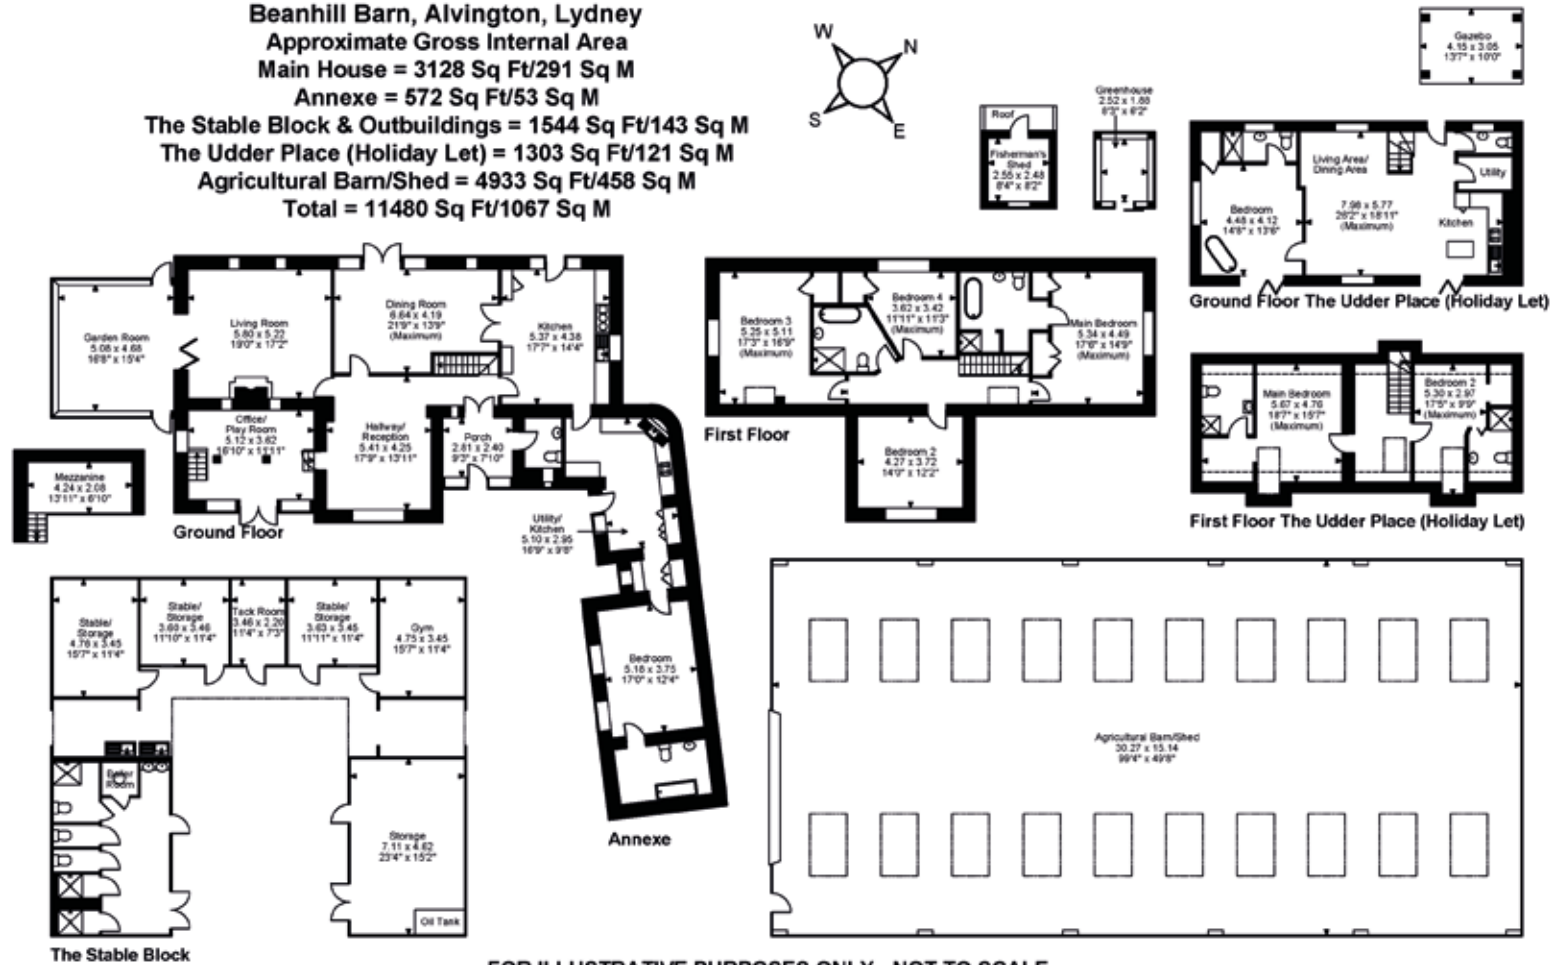 Beanhill Barn, Alvington, Lydney
Approximate Gross Internal Area
Main House = 3128 Sq Ft/291 Sq M
Annexe = 572 Sq Ft/53 Sq M
The Stable Block & Outbuildings = 1544 Sq Ft/143 Sq M
The Udder Place (Holiday Let) = 1303 Sq Ft/121 Sq M
Agricultural Barn/Shed = 4933 Sq Ft/458 Sq M
Total = 11480 Sq Ft/1067 Sq M
W
N
S
E
Gazebo
4.15 x 3.05
13'7" x 10'0"
Greenhouse
2.52 x 1.88
8'3" x 6'2"
Roof
Fisherman's
Shed
2.55 x 2.48
8'4" x 8'2"
Living Area/
Dining Area
7.98 x 5.77
26'2" x 18'11"
(Maximum)
Utility
Kitchen
Bedroom
4.48 x 4.12
14'8" x 13'6"
Ground Floor The Udder Place (Holiday Let)
Garden Room
5.08 x 4.68
16'8" x 15'4"
Living Room
5.80 x 5.22
19'0" x 17'2"
Dining Room
6.64 x 4.19
21'9" x 13'9"
(Maximum)
Kitchen
5.37 x 4.38
17'7" x 14'4"
Office/
Play Room
5.12 x 3.62
16'10" x 11'11"
Hallway/
Reception
5.41 x 4.25
17'9" x 13'11"
Porch
2.81 x 2.40
9'3" x 7'10"
Mezzanine
4.24 x 2.08
13'11" x 6'10"
Ground Floor
Bedroom 3
5.25 x 5.11
17'3" x 16'9"
(Maximum)
Bedroom 4
3.62 x 3.42
11'11" x 11'3"
(Maximum)
Main Bedroom
5.34 x 4.49
17'6" x 14'9"
(Maximum)
Bedroom 2
4.27 x 3.72
14'0" x 12'2"
First Floor
Main Bedroom
5.67 x 4.76
18'7" x 15'7"
(Maximum)
Bedroom 2
5.30 x 2.97
17'5" x 9'9"
(Maximum)
First Floor The Udder Place (Holiday Let)
Utility/
Kitchen
5.10 x 2.95
16'9" x 9'8"
Bedroom
5.18 x 3.75
17'0" x 12'4"
Annexe
Stable/
Storage
4.76 x 3.45
15'7" x 11'4"
Stable/
Storage
3.60 x 3.46
11'10" x 11'4"
Tack Room
3.46 x 2.20
11'4" x 7'3"
Stable/
Storage
3.63 x 3.45
11'11" x 11'4"
Gym
4.75 x 3.45
15'7" x 11'4"
Boiler
Room
Storage
7.11 x 4.62
23'4" x 15'2"
Oil Tank
The Stable Block
Agricultural Barn/Shed
30.27 x 15.14
99'4" x 49'8"
FOR ILLUSTRATIVE PURPOSES ONLY - NOT TO SCALE